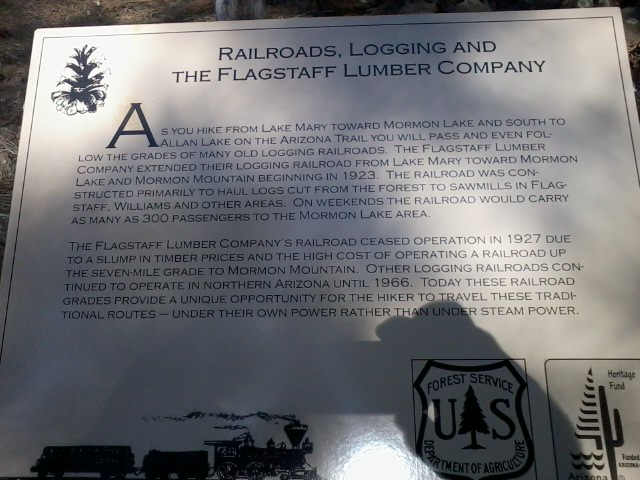 RAILROADS, LOGGING AND
THE FLAGSTAFF LUMBER COMPANY
AS YOU HIKE FROM LAKE MARY TOWARD MORMON LAKE AND SOUTH TO
ALLAN LAKE ON THE ARIZONA TRAIL YOU WILL PASS AND EVEN FOL-
LOW THE GRADES OF MANY OLD LOGGING RAILROADS. THE FLAGSTAFF LUMBER
COMPANY EXTENDED THEIR LOGGING RAILROAD FROM LAKE MARY TOWARD MORMON
LAKE AND MORMON MOUNTAIN BEGINNING IN 1923. THE RAILROAD WAS CON-
STRUCTED PRIMARILY TO HAUL LOGS CUT FROM THE FOREST TO SAWMILLS IN FLAG-
STAFF, WILLIAMS AND OTHER AREAS. ON WEEKENDS THE RAILROAD WOULD CARRY
AS MANY AS 300 PASSENGERS TO THE MORMON LAKE AREA.
THE FLAGSTAFF LUMBER COMPANY'S RAILROAD CEASED OPERATION IN 1927 DUE
TO A SLUMP IN TIMBER PRICES AND THE HIGH COST OF OPERATING A RAILROAD UP
THE SEVEN-MILE GRADE TO MORMON MOUNTAIN. OTHER LOGGING RAILROADS CON-
TINUED TO OPERATE IN NORTHERN ARIZONA UNTIL 1966. TODAY THESE RAILROAD
GRADES PROVIDE A UNIQUE OPPORTUNITY FOR THE HIKER TO TRAVEL THESE TRADI-
TIONAL ROUTES — UNDER THEIR OWN POWER RATHER THAN UNDER STEAM POWER.
FOREST SERVICE
U S
DEPARTMENT OF AGRICULTURE
Heritage
Fund
Funded
ARIZONA
Arizona